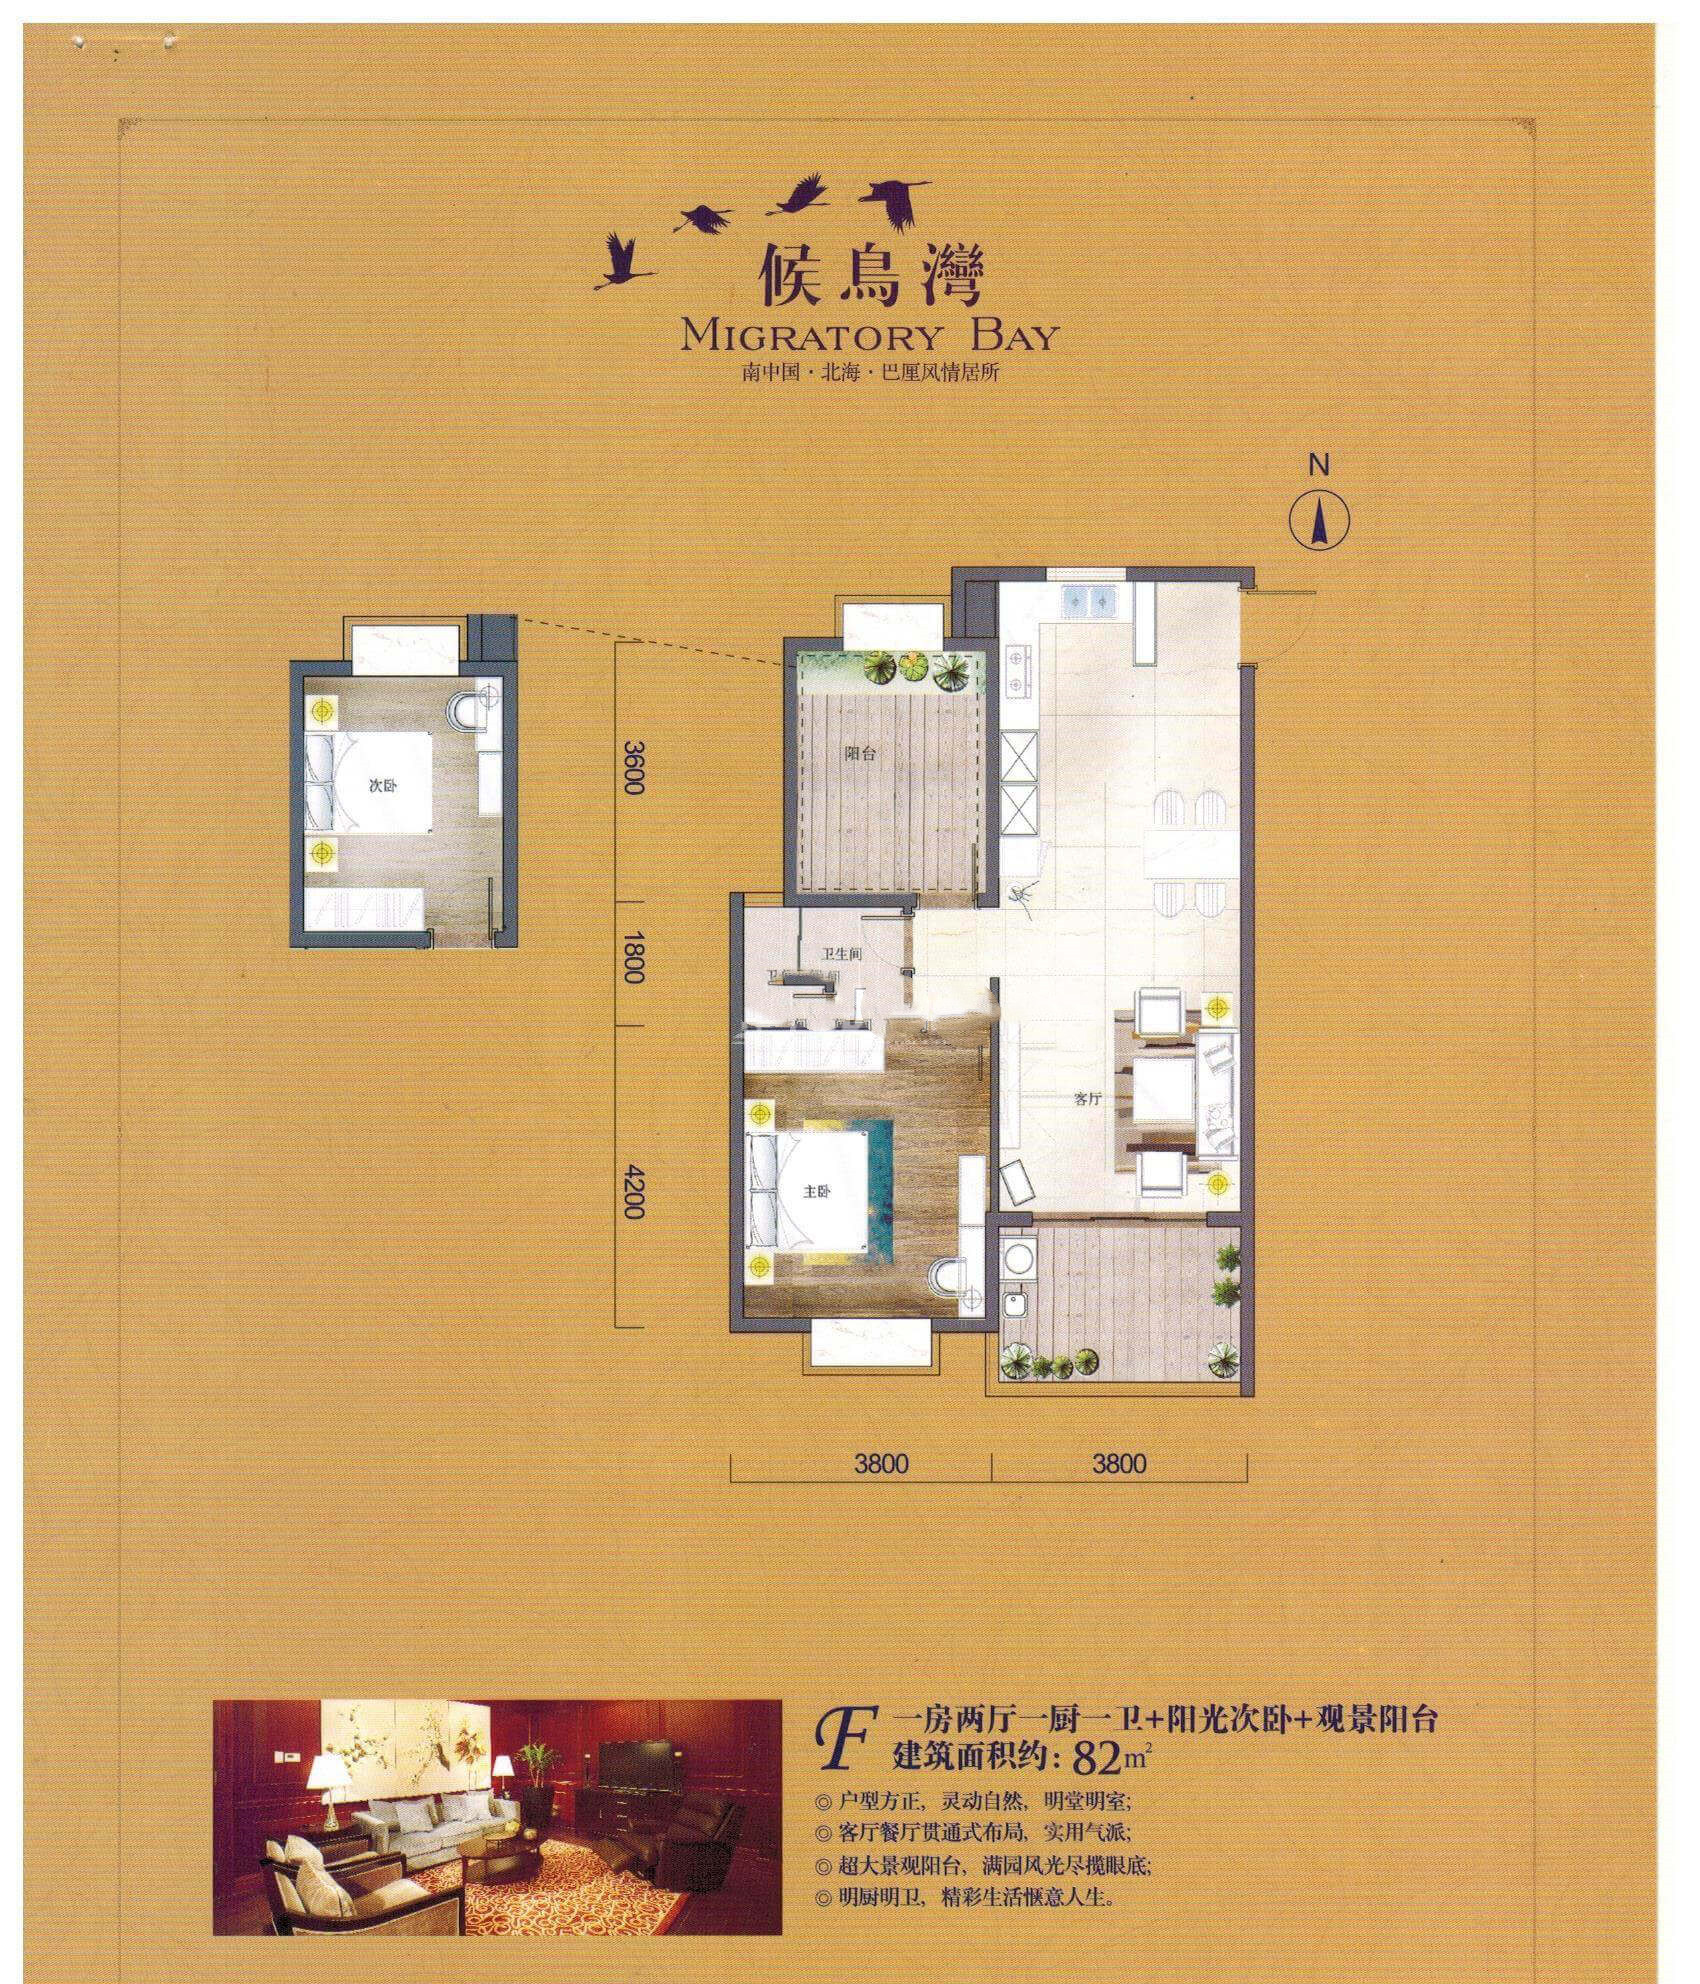 候鳥灣
MIGRATORY BAY
南中国·北海·巴厘风情居所
N
3600
次卧
阳台
1800
卫生间
4200
客厅
主卧
3800
3800
F
一房两厅一厨一卫+阳光次卧+观景阳台
建筑面积约：82m²
◎ 户型方正，灵动自然，明堂明室；
◎ 客厅餐厅贯通式布局，实用气派；
◎ 超大景观阳台，满园风光尽揽眼底；
◎ 明厨明卫，精彩生活惬意人生。